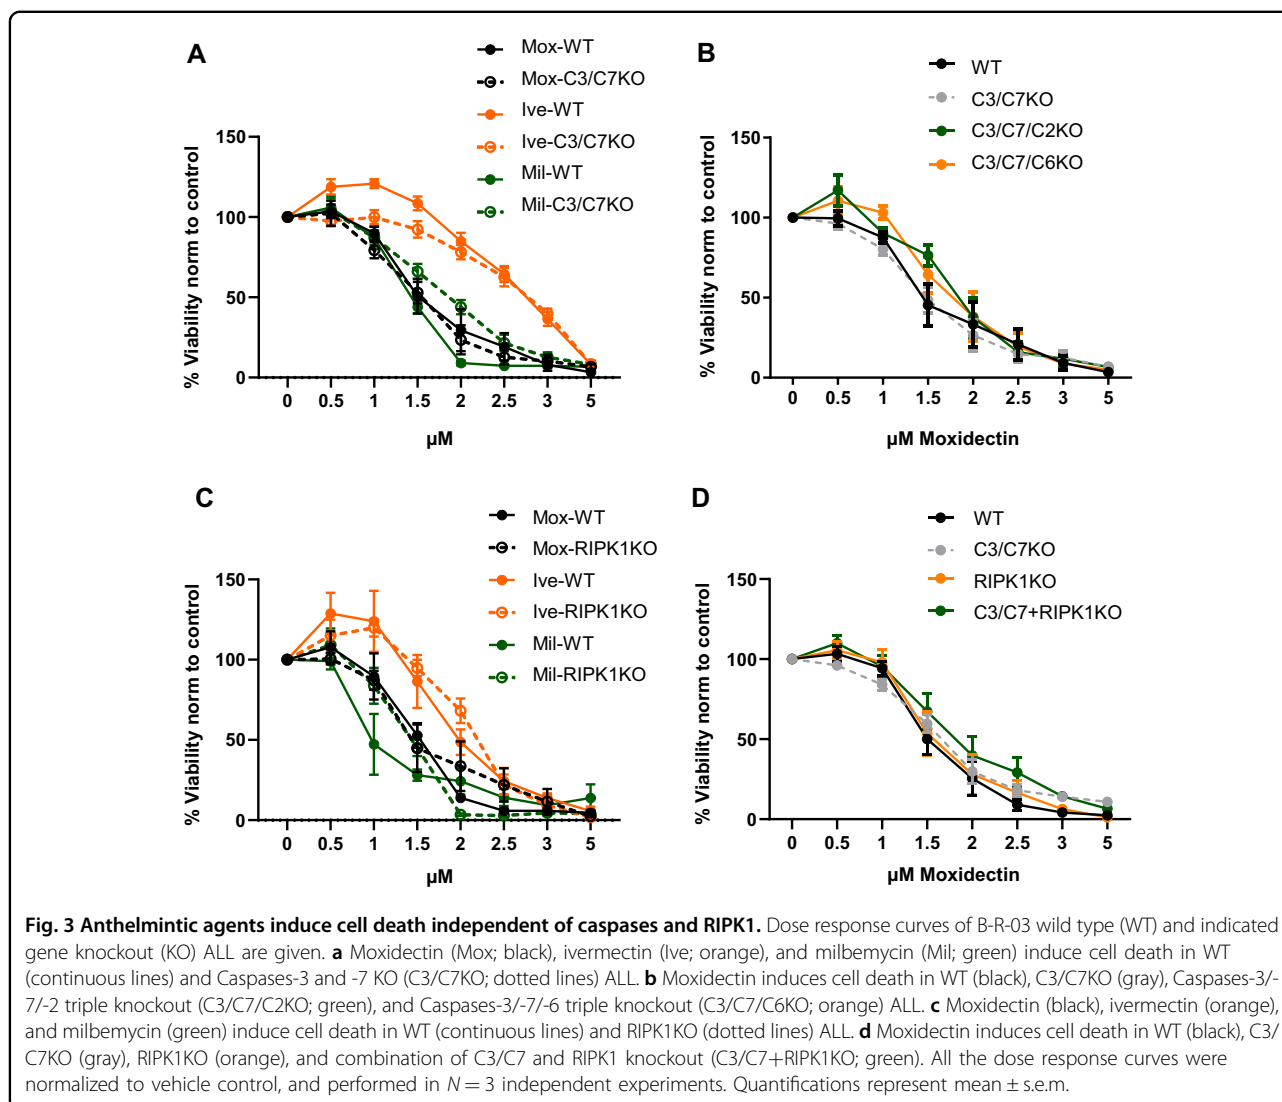 A
Mox-WT
Mox-C3/C7KO
Ive-WT
Ive-C3/C7KO
Mil-WT
Mil-C3/C7KO
% Viability norm to control
150
100
50
0
0 0.5 1 1.5 2 2.5 3 5
µM
B
WT
C3/C7KO
C3/C7/C2KO
C3/C7/C6KO
% Viability norm to control
150
100
50
0
0 0.5 1 1.5 2 2.5 3 5
µM Moxidectin
C
Mox-WT
Mox-RIPK1KO
Ive-WT
Ive-RIPK1KO
Mil-WT
Mil-RIPK1KO
% Viability norm to control
150
100
50
0
0 0.5 1 1.5 2 2.5 3 5
µM
D
WT
C3/C7KO
RIPK1KO
C3/C7+RIPK1KO
% Viability norm to control
150
100
50
0
0 0.5 1 1.5 2 2.5 3 5
µM Moxidectin
Fig. 3 Anthelmintic agents induce cell death independent of caspases and RIPK1. Dose response curves of B-R-03 wild type (WT) and indicated
gene knockout (KO) ALL are given. a Moxidectin (Mox; black), ivermectin (Ive; orange), and milbemycin (Mil; green) induce cell death in WT
(continuous lines) and Caspases-3 and -7 KO (C3/C7KO; dotted lines) ALL. b Moxidectin induces cell death in WT (black), C3/C7KO (gray), Caspases-3/-
7/-2 triple knockout (C3/C7/C2KO; green), and Caspases-3/-7/-6 triple knockout (C3/C7/C6KO; orange) ALL. c Moxidectin (black), ivermectin (orange),
and milbemycin (green) induce cell death in WT (continuous lines) and RIPK1KO (dotted lines) ALL. d Moxidectin induces cell death in WT (black), C3/
C7KO (gray), RIPK1KO (orange), and combination of C3/C7 and RIPK1 knockout (C3/C7+RIPK1KO; green). All the dose response curves were
normalized to vehicle control, and performed in N = 3 independent experiments. Quantifications represent mean ± s.e.m.